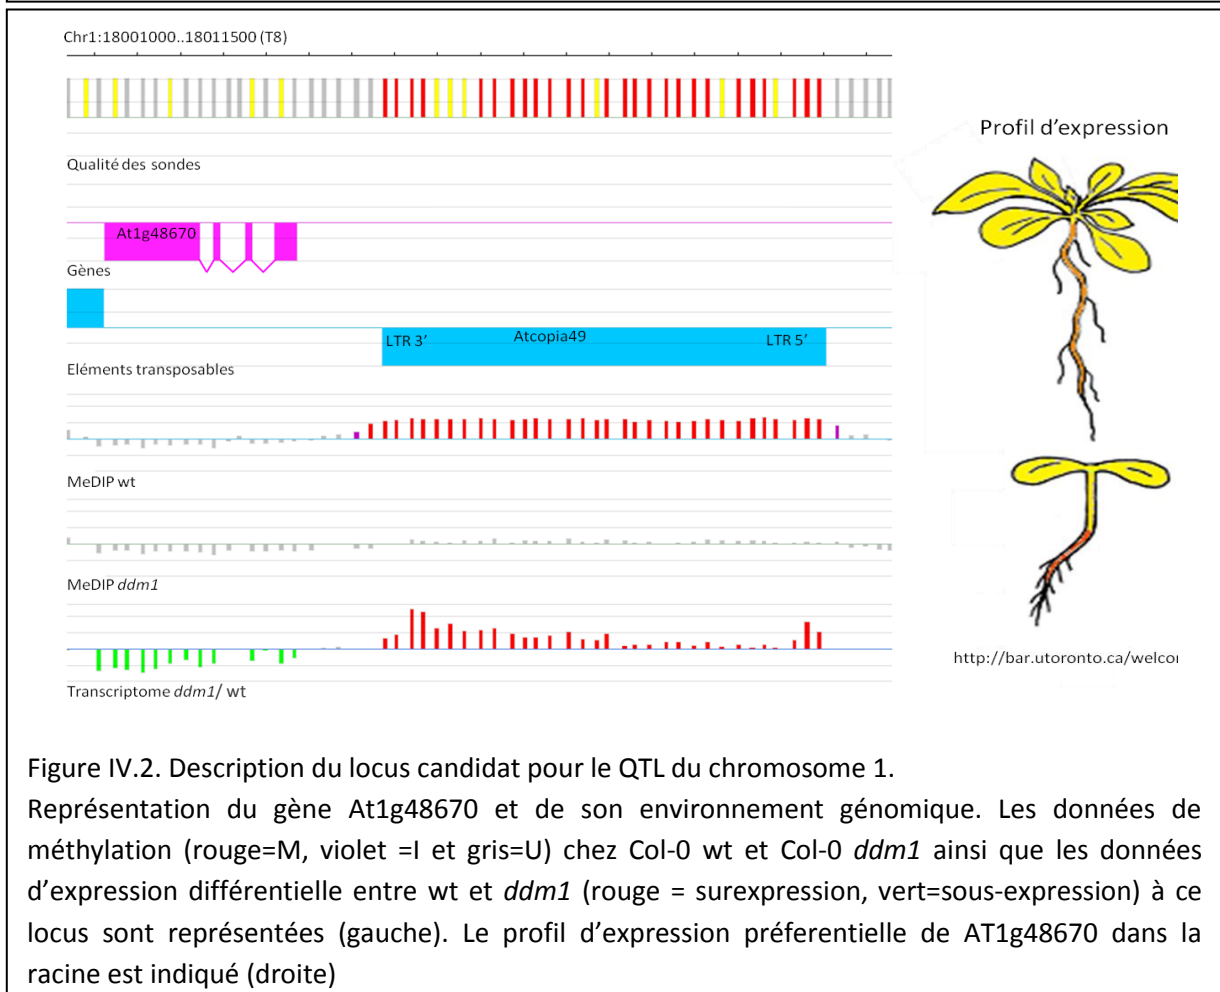 Chr1:18001000..18011500 (T8)
Profil d'expression
Qualité des sondes
At1g48670
Gènes
LTR 3'
Atcopia49
LTR 5'
Eléments transposables
MeDIP wt
MeDIP ddm1
http://bar.utoronto.ca/welcor
Transcriptome ddm1/ wt
Figure IV.2. Description du locus candidat pour le QTL du chromosome 1.
Représentation du gène At1g48670 et de son environnement génomique. Les données de
méthylation (rouge=M, violet =I et gris=U) chez Col-0 wt et Col-0 ddm1 ainsi que les données
d'expression différentielle entre wt et ddm1 (rouge = surexpression, vert=sous-expression) à ce
locus sont représentées (gauche). Le profil d'expression préferentielle de AT1g48670 dans la
racine est indiqué (droite)